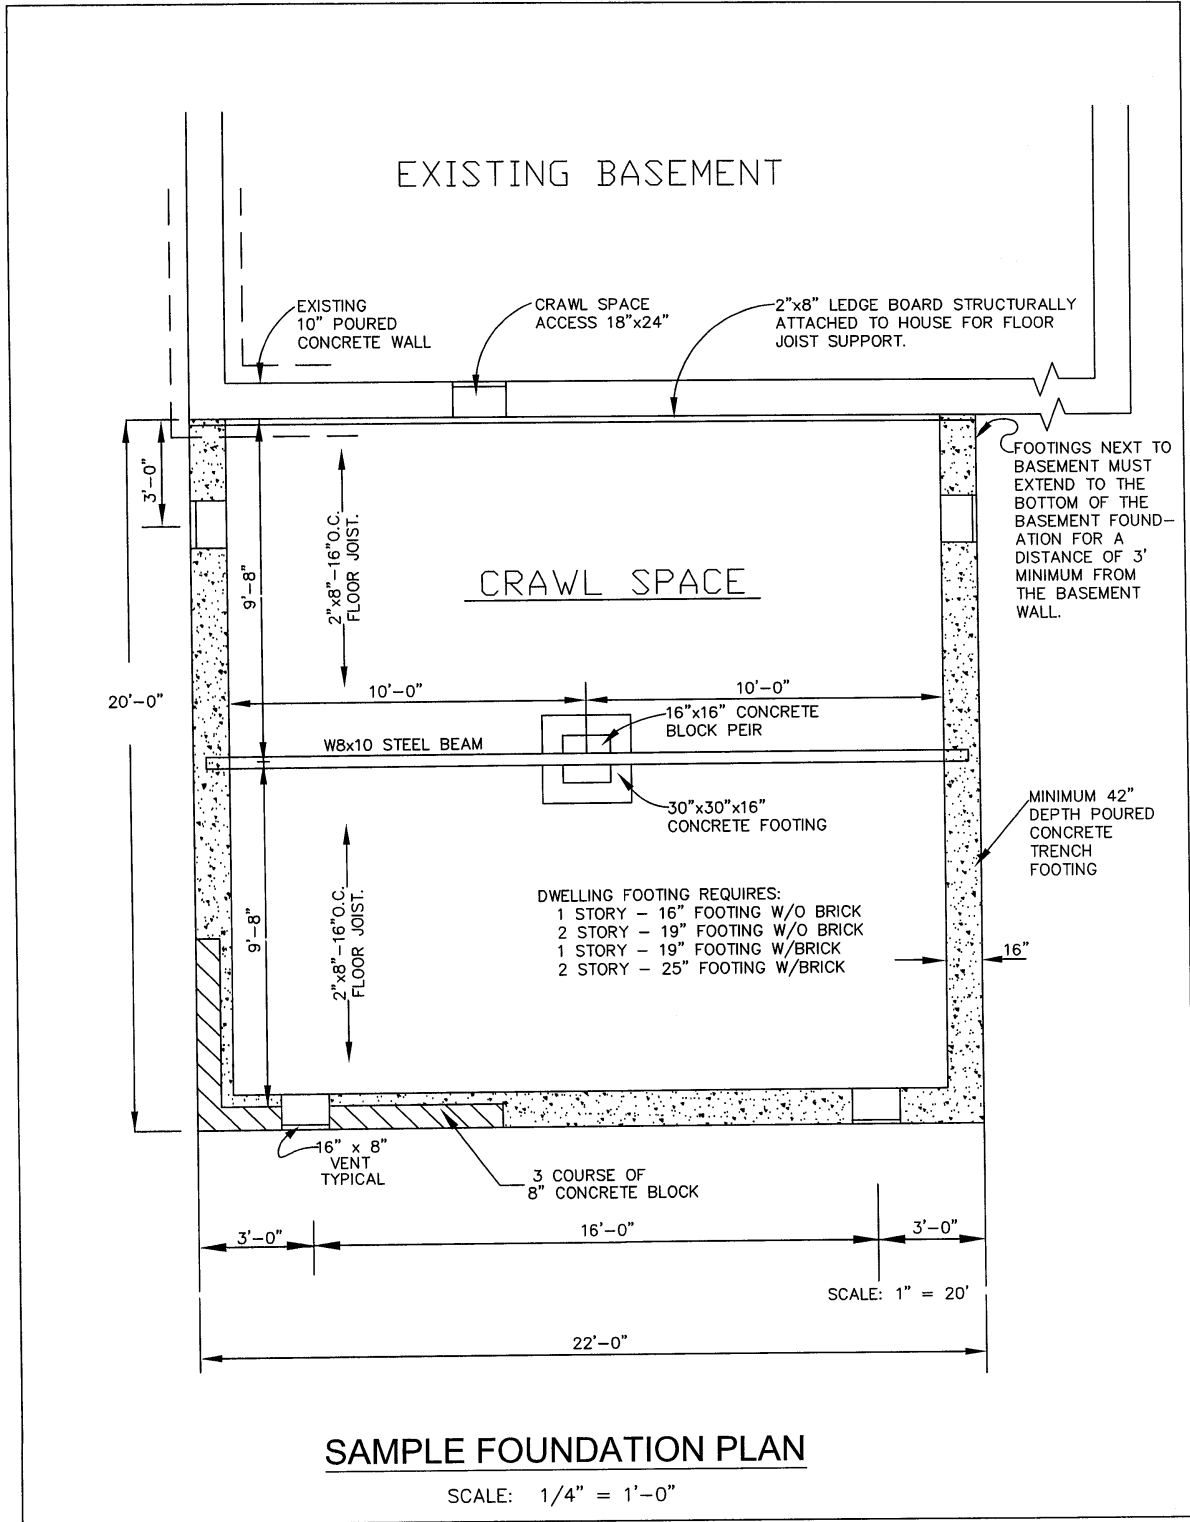 EXISTING BASEMENT
EXISTING
10" POURED
CONCRETE WALL
CRAWL SPACE
ACCESS 18"x24"
2"x8" LEDGE BOARD STRUCTURALLY
ATTACHED TO HOUSE FOR FLOOR
JOIST SUPPORT.
FOOTINGS NEXT TO
BASEMENT MUST
EXTEND TO THE
BOTTOM OF THE
BASEMENT FOUND-
ATION FOR A
DISTANCE OF 3'
MINIMUM FROM
THE BASEMENT
WALL.
3'-0"
9'-8"
2"x8"-16"O.C.
FLOOR JOIST.
CRAWL SPACE
20'-0"
10'-0"
10'-0"
16"x16" CONCRETE
BLOCK PEIR
W8x10 STEEL BEAM
30"x30"x16"
CONCRETE FOOTING
MINIMUM 42"
DEPTH POURED
CONCRETE
TRENCH
FOOTING
9'-8"
2"x8"-16"O.C.
FLOOR JOIST.
DWELLING FOOTING REQUIRES:
1 STORY - 16" FOOTING W/O BRICK
2 STORY - 19" FOOTING W/O BRICK
1 STORY - 19" FOOTING W/BRICK
2 STORY - 25" FOOTING W/BRICK
16"
16" x 8"
VENT
TYPICAL
3 COURSE OF
8" CONCRETE BLOCK
3'-0"
16'-0"
3'-0"
SCALE: 1" = 20'
22'-0"
SAMPLE FOUNDATION PLAN
SCALE: 1/4" = 1'-0"